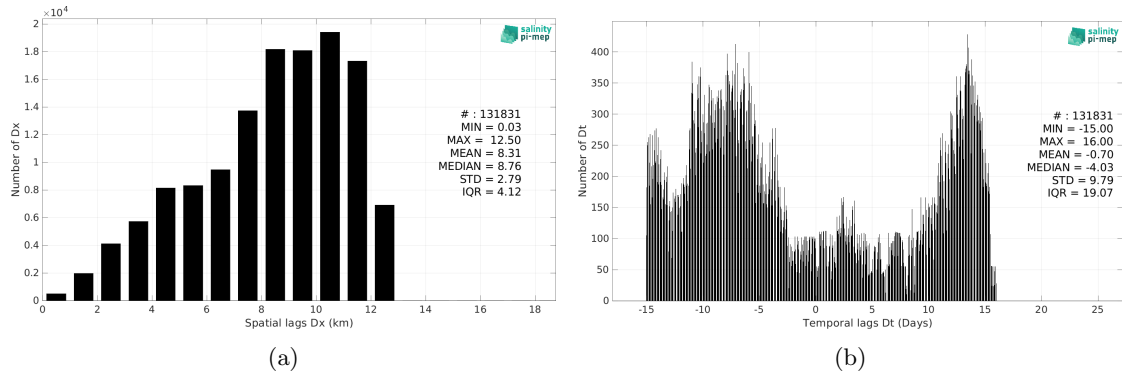 ×10⁴
2
1.8
1.6
1.4
1.2
1
0.8
0.6
0.4
0.2
0
Number of Dx
0 2 4 6 8 10 12 14 16 18
Spatial lags Dx (km)
salinity
pi-mep
# : 131831
MIN = 0.03
MAX = 12.50
MEAN = 8.31
MEDIAN = 8.76
STD = 2.79
IQR = 4.12
(a)
400
350
300
250
200
150
100
50
0
Number of Dt
-15 -10 -5 0 5 10 15 20 25
Temporal lags Dt (Days)
salinity
pi-mep
# : 131831
MIN = -15.00
MAX = 16.00
MEAN = -0.70
MEDIAN = -4.03
STD = 9.79
IQR = 19.07
(b)